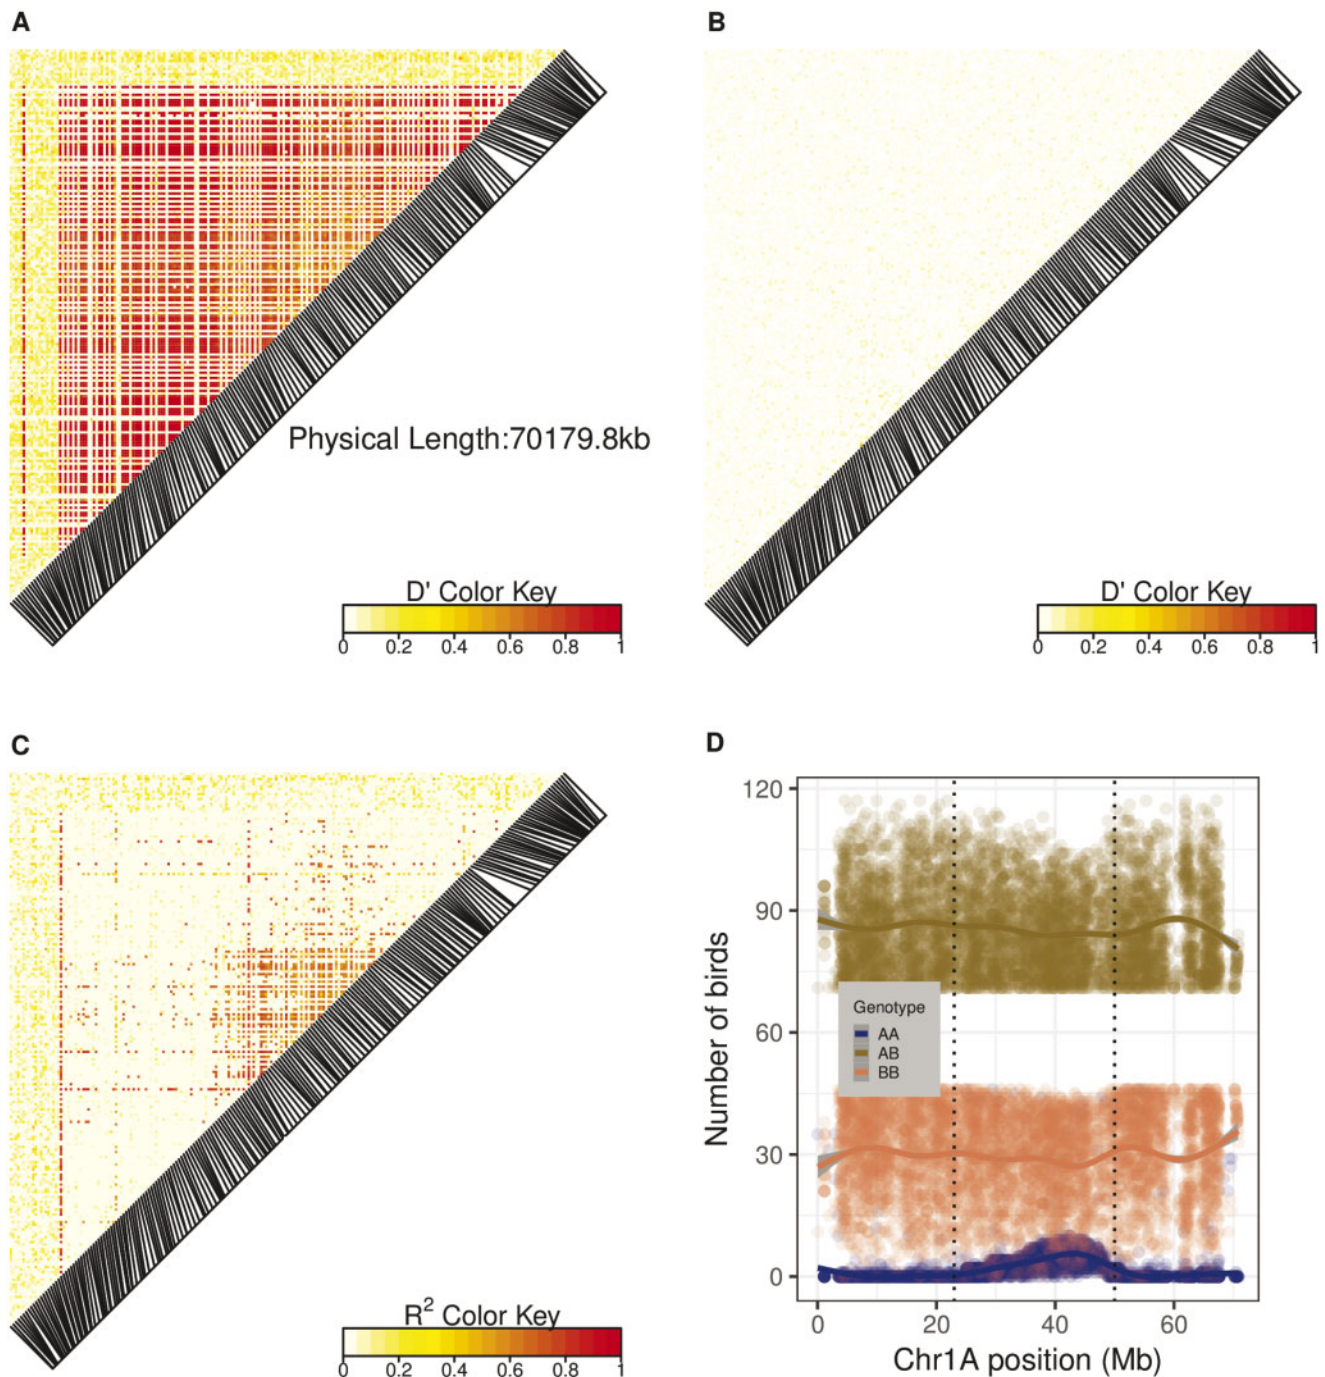 A
B
Physical Length:70179.8kb
D' Color Key
0 0.2 0.4 0.6 0.8 1
D' Color Key
0 0.2 0.4 0.6 0.8 1
C
D
R² Color Key
0 0.2 0.4 0.6 0.8 1
120
90
60
30
0
Number of birds
Genotype
AA
AB
BB
0 20 40 60
Chr1A position (Mb)